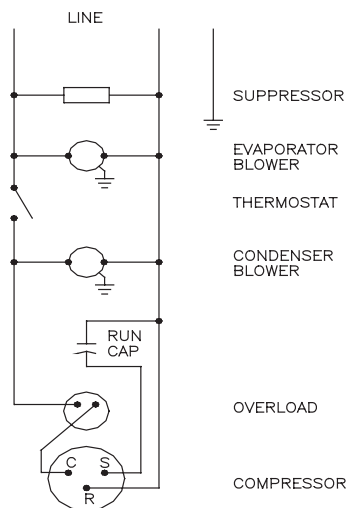 LINE
SUPPRESSOR
EVAPORATOR
BLOWER
THERMOSTAT
CONDENSER
BLOWER
RUN
CAP
OVERLOAD
C S
R
COMPRESSOR